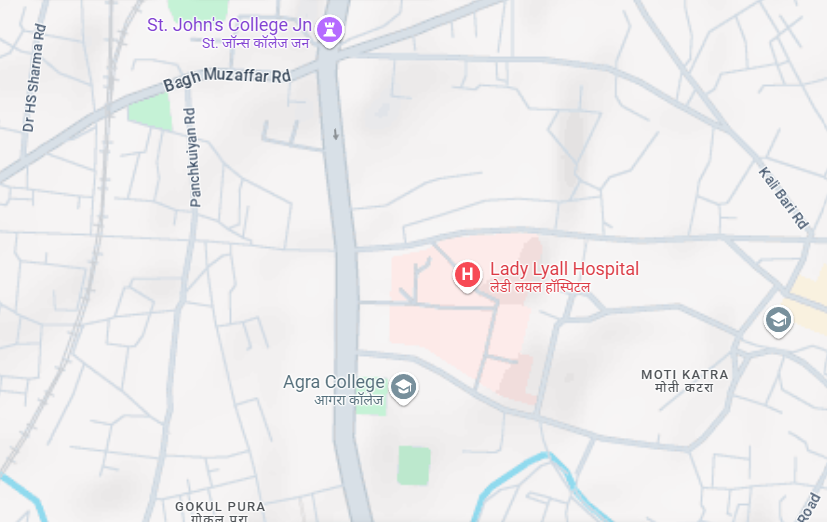 St. John's College Jn
St. जॉन्स कॉलेज जन
Dr HS Sharma Rd
Bagh Muzaffar Rd
Panchkuiyan Rd
Kali Bari Rd
H
Lady Lyall Hospital
लेडी लयल हॉस्पिटल
Agra College
आगरा कॉलेज
MOTI KATRA
मोती कटरा
GOKUL PURA
गोकुल पुरा
Road